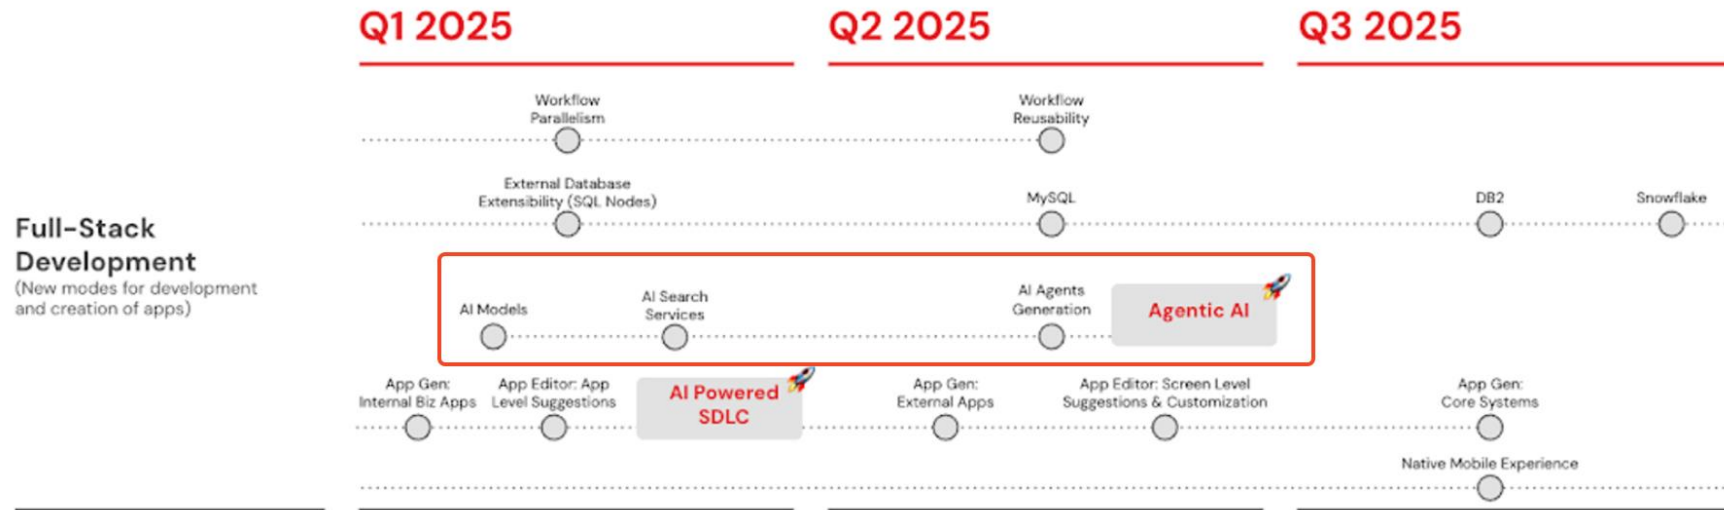 Q1 2025
Q2 2025
Q3 2025
Full-Stack
Development
(New modes for development
and creation of apps)
Workflow
Parallelism
Workflow
Reusability
External Database
Extensibility (SQL Nodes)
MySQL
DB2
Snowflake
AI Models
AI Search
Services
AI Agents
Generation
Agentic AI
App Gen:
Internal Biz Apps
App Editor: App
Level Suggestions
AI Powered
SDLC
App Gen:
External Apps
App Editor: Screen Level
Suggestions & Customization
App Gen:
Core Systems
Native Mobile Experience